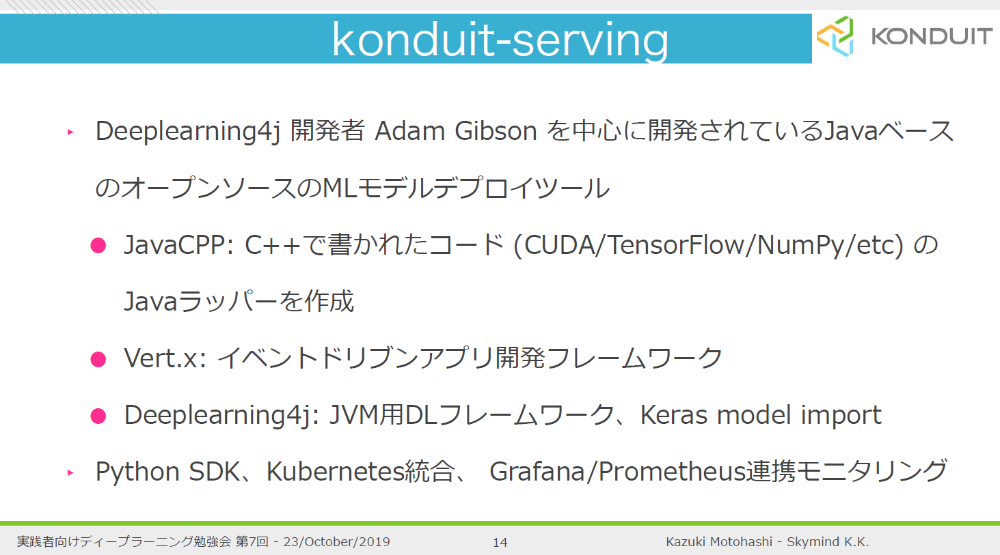 konduit-serving
KONDUIT
Deeplearning4j 開発者 Adam Gibson を中心に開発されているJavaベース
のオープンソースのMLモデルデプロイツール
JavaCPP: C++で書かれたコード (CUDA/TensorFlow/NumPy/etc) の
Javaラッパーを作成
Vert.x: イベントドリブンアプリ開発フレームワーク
Deeplearning4j: JVM用DLフレームワーク、Keras model import
Python SDK、Kubernetes統合、 Grafana/Prometheus連携モニタリング
実践者向けディープラーニング勉強会 第7回 - 23/October/2019
14
Kazuki Motohashi - Skymind K.K.